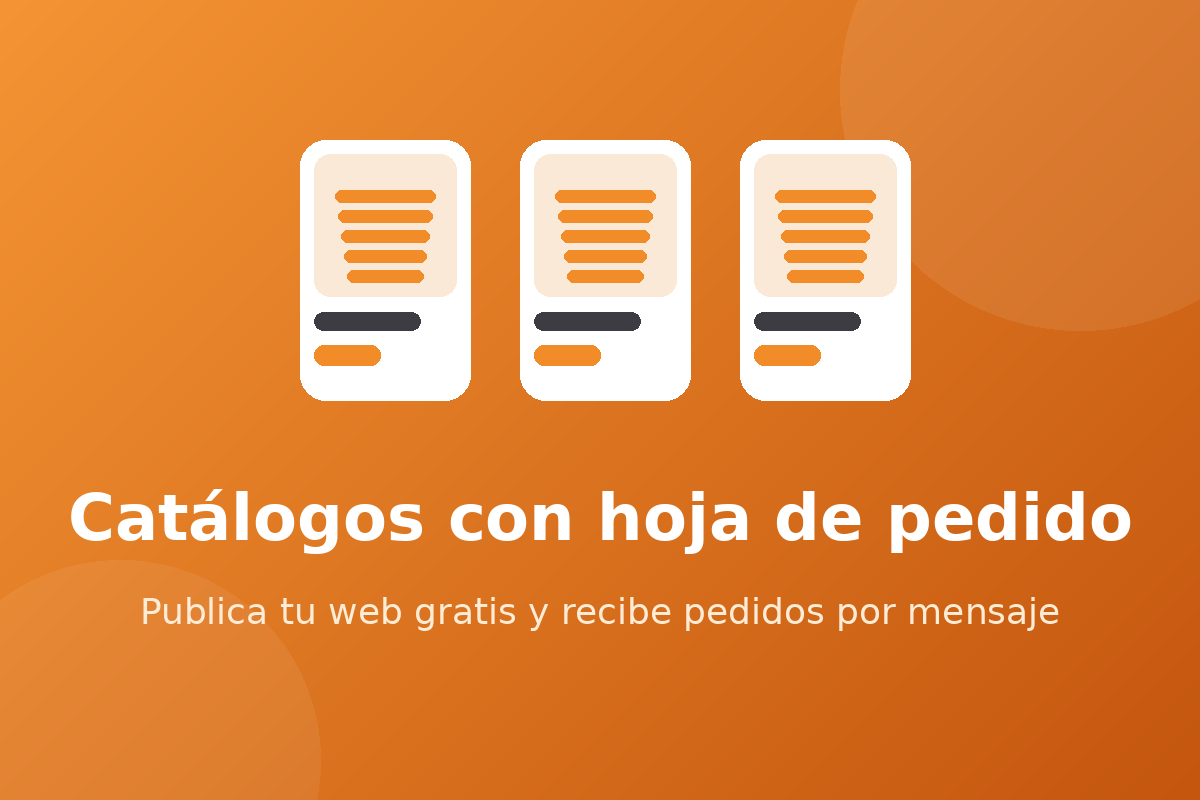 Catálogos con hoja de pedido
Publica tu web gratis y recibe pedidos por mensaje